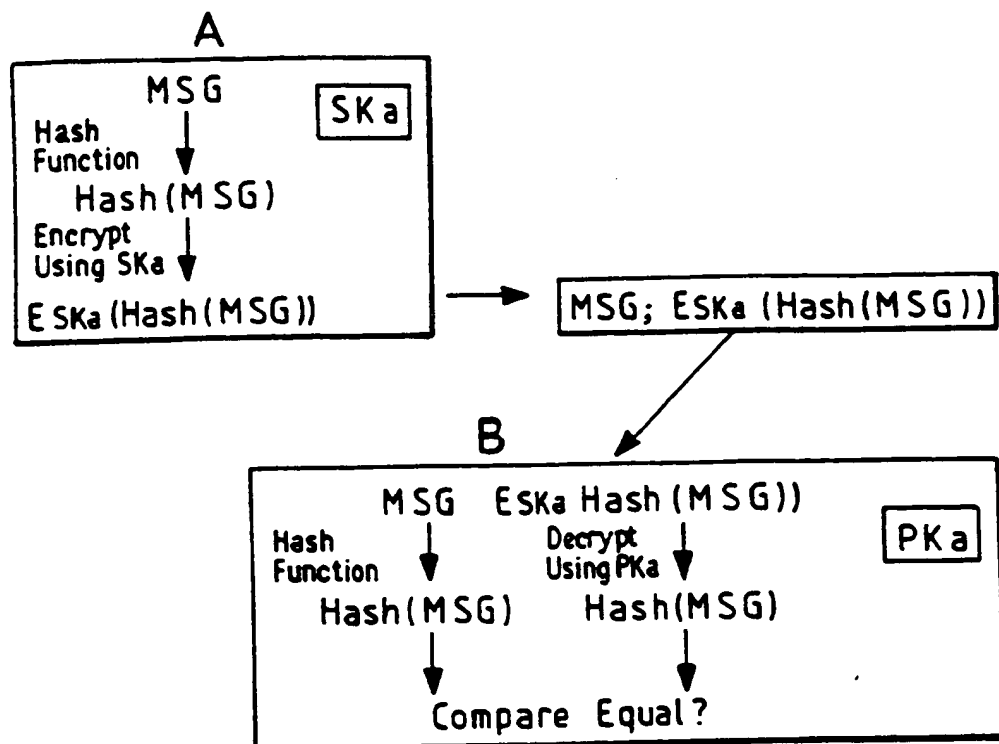 A
MSG
SKa
Hash
Function
Hash(MSG)
Encrypt
Using SKa
ESKa(Hash(MSG))
MSG; ESKa (Hash(MSG))
B
MSG ESKa Hash(MSG))
PKa
Hash
Function
Decrypt
Using PKa
Hash(MSG) Hash(MSG)
Compare Equal?